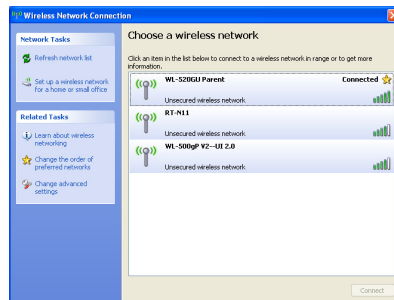 Wireless Network Connection
Network Tasks
Refresh network list
Set up a wireless network
for a home or small office
Related Tasks
Learn about wireless
networking
Change the order of
preferred networks
Change advanced
settings
Choose a wireless network
Click an item in the list below to connect to a wireless network in range or to get more
information.
WL-520GU Parent
Connected
Unsecured wireless network
RT-N11
Unsecured wireless network
WL-500gP V2--UI 2.0
Unsecured wireless network
Connect